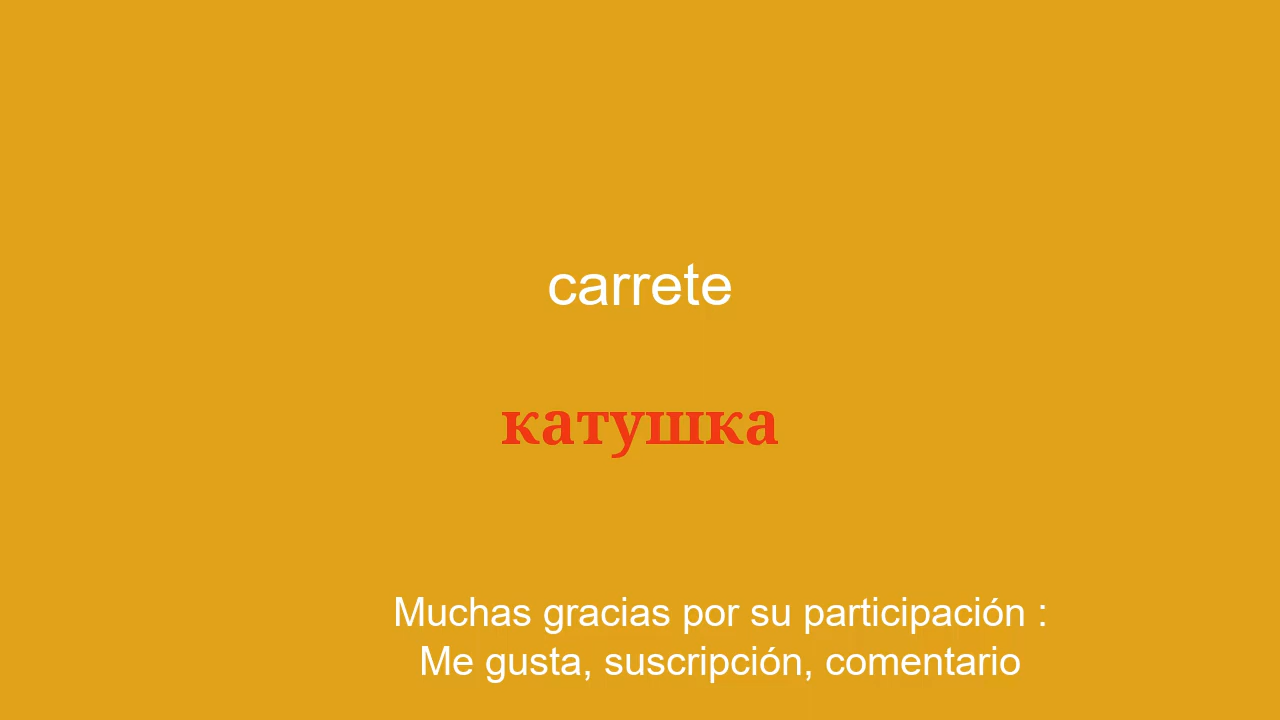 carrete
катушка
Muchas gracias por su participación :
Me gusta, suscripción, comentario